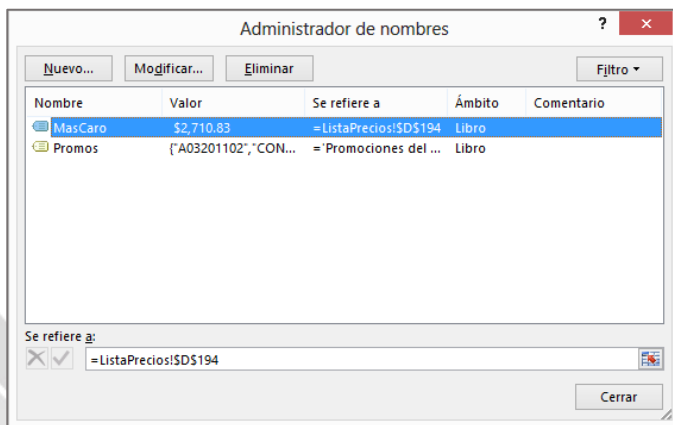 Administrador de nombres ? ×
Nuevo... Modificar... Eliminar Filtro
Nombre Valor Se refiere a Ámbito Comentario
MasCaro $2,710.83 =ListaPrecios!$D$194 Libro
Promos {"A03201102","CON... ='Promociones del ... Libro
Se refiere a:
=ListaPrecios!$D$194
Cerrar